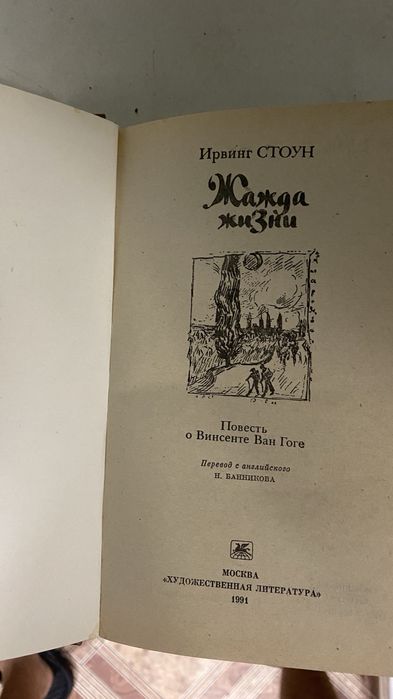 Ирвинг СТОУН
Жажда
жиЗни
Повесть
о Винсенте Ван Гоге
Перевод с английского
Н. БАННИКОВА
МОСКВА
«ХУДОЖЕСТВЕННАЯ ЛИТЕРАТУРА»
1991